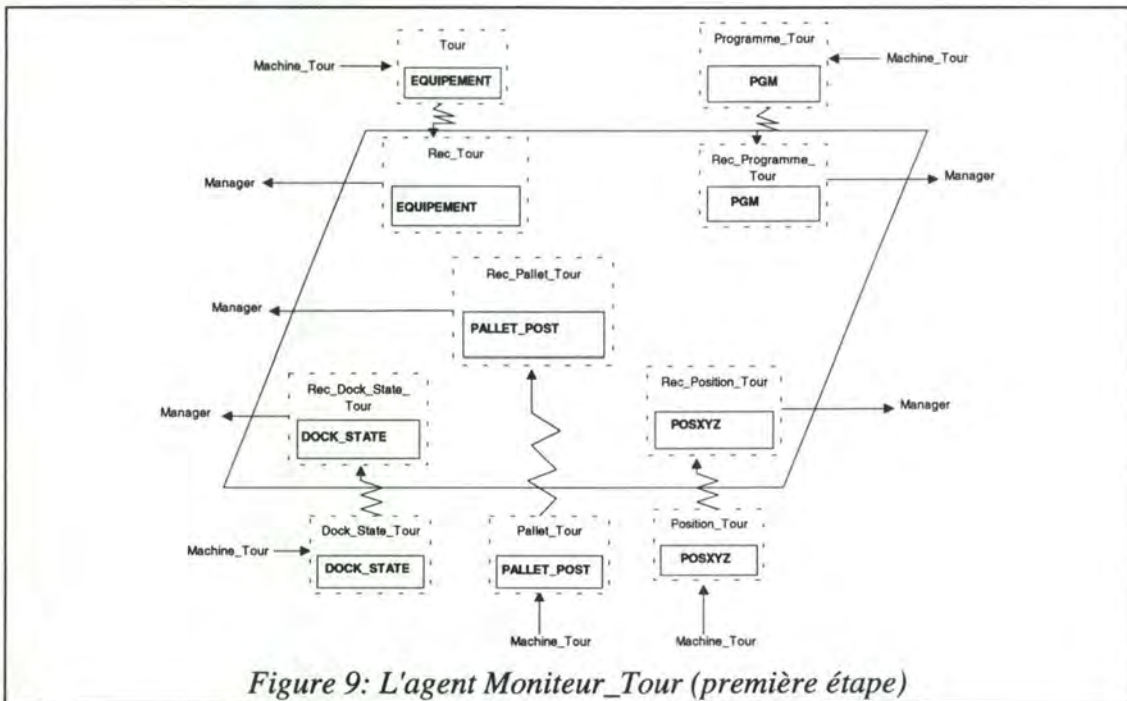 Tour
Programme_Tour
Machine_Tour
EQUIPEMENT
PGM
Machine_Tour
Rec_Tour
Rec_Programme_
Tour
Manager
EQUIPEMENT
PGM
Manager
Rec_Pallet_Tour
Manager
PALLET_POST
Rec_Dock_State_
Tour
Rec_Position_Tour
Manager
DOCK_STATE
POSXYZ
Manager
Dock_State_Tour
Pallet_Tour
Position_Tour
Machine_Tour
DOCK_STATE
PALLET_POST
POSXYZ
Machine_Tour
Machine_Tour
Figure 9: L'agent Moniteur_Tour (première étape)